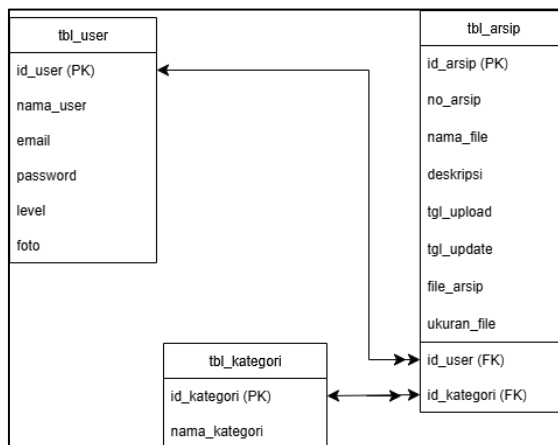 tbl_user
id_user (PK)
nama_user
email
password
level
foto
tbl_arsip
id_arsip (PK)
no_arsip
nama_file
deskripsi
tgl_upload
tgl_update
file_arsip
ukuran_file
id_user (FK)
id_kategori (FK)
tbl_kategori
id_kategori (PK)
nama_kategori